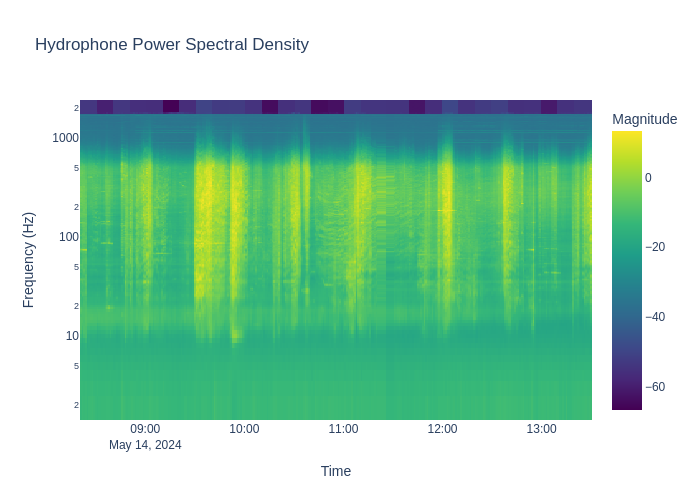 Hydrophone Power Spectral Density
Magnitude
0
−20
−40
−60
2
1000
5
2
100
5
2
10
5
2
Frequency (Hz)
09:00 10:00 11:00 12:00 13:00
May 14, 2024
Time